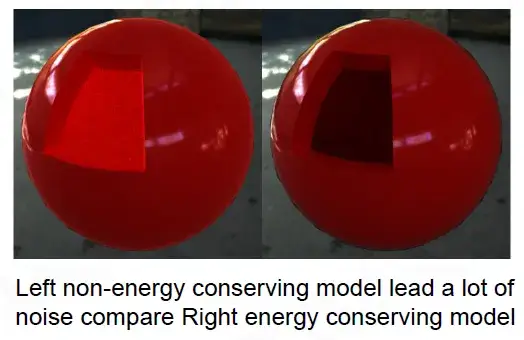 Left non-energy conserving model lead a lot of
noise compare Right energy conserving model